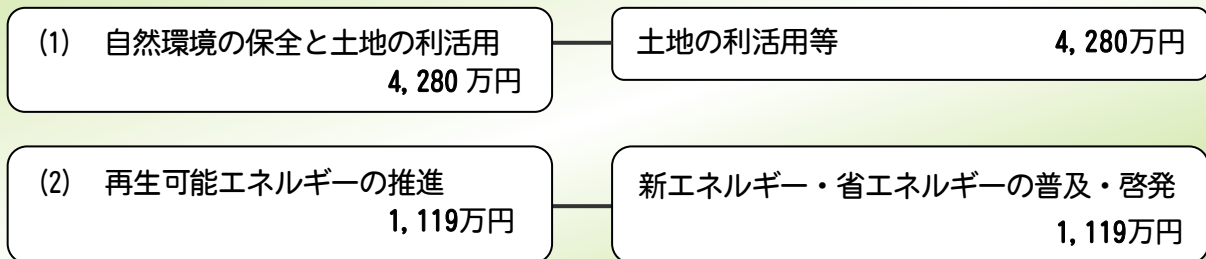 (1) 自然環境の保全と土地の利活用
4,280 万円
土地の利活用等 4,280万円
(2) 再生可能エネルギーの推進
1,119万円
新エネルギー・省エネルギーの普及・啓発
1,119万円